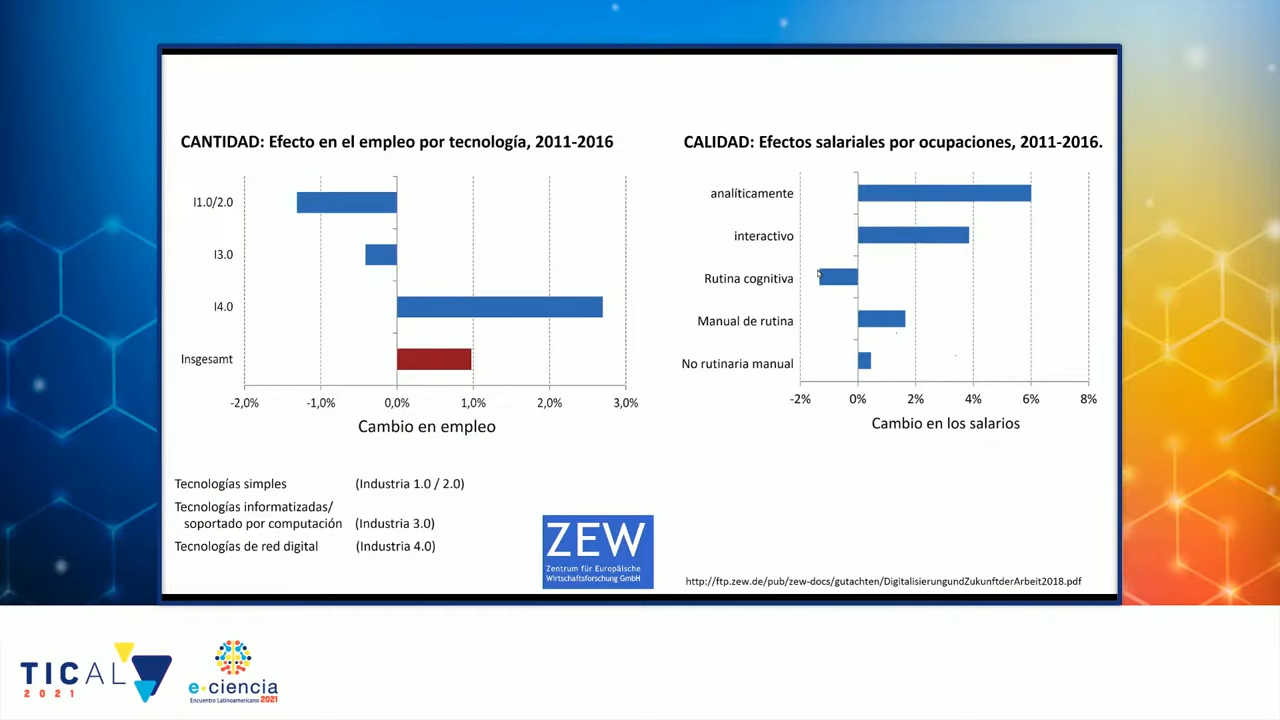 CANTIDAD: Efecto en el empleo por tecnología, 2011-2016
I1.0/2.0
I3.0
I4.0
Insgesamt
-2,0% -1,0% 0,0% 1,0% 2,0% 3,0%
Cambio en empleo
CALIDAD: Efectos salariales por ocupaciones, 2011-2016.
analíticamente
interactivo
Rutina cognitiva
Manual de rutina
No rutinaria manual
-2% 0% 2% 4% 6% 8%
Cambio en los salarios
Tecnologías simples (Industria 1.0 / 2.0)
Tecnologías informatizadas/
soportado por computación (Industria 3.0)
Tecnologías de red digital (Industria 4.0)
ZEW
Zentrum für Europäische
Wirtschaftsforschung GmbH
http://ftp.zew.de/pub/zew-docs/gutachten/DigitalisierungundZukunftderArbeit2018.pdf
TICAL
2021
e-ciencia
Encuentro Latinoamericano 2021